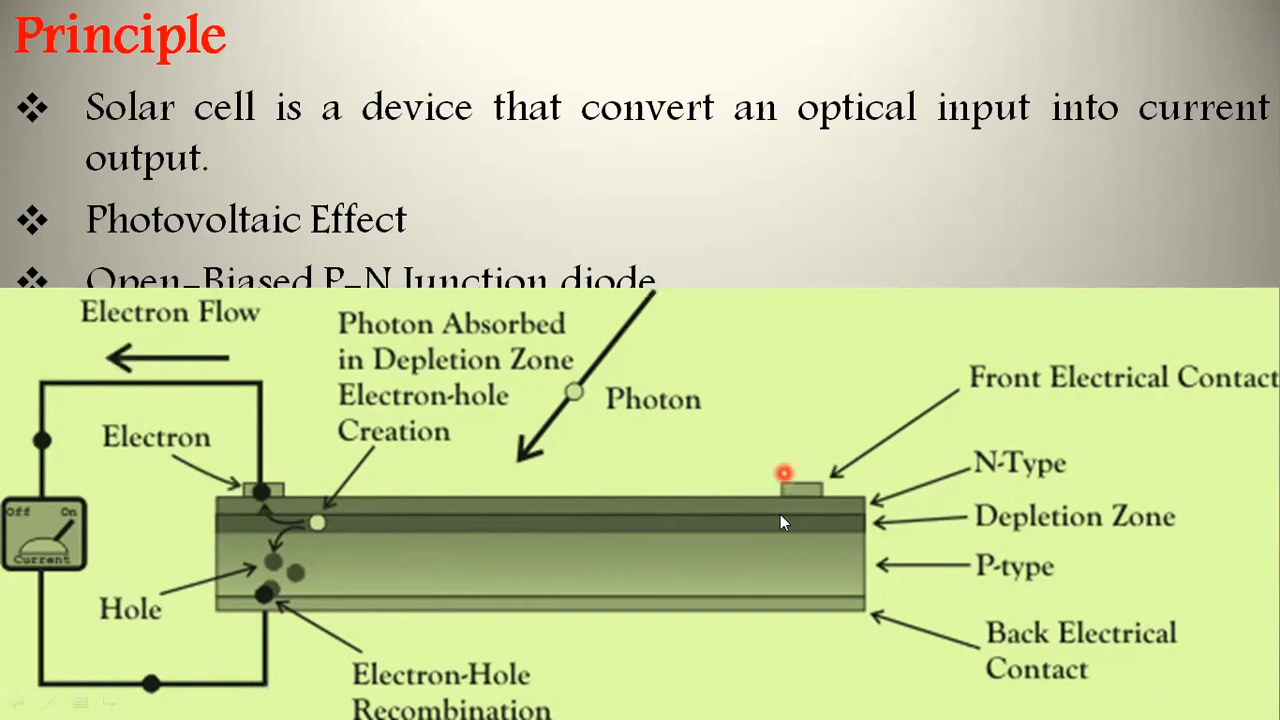 Principle
❖ Solar cell is a device that convert an optical input into current
output.
❖ Photovoltaic Effect
❖ Open-Biased P-N Junction diode
Electron Flow
Photon Absorbed
in Depletion Zone
Electron-hole
Creation
Photon
Front Electrical Contact
Electron
N-Type
Off On
Current
Depletion Zone
P-type
Hole
Back Electrical
Contact
Electron-Hole
Recombination